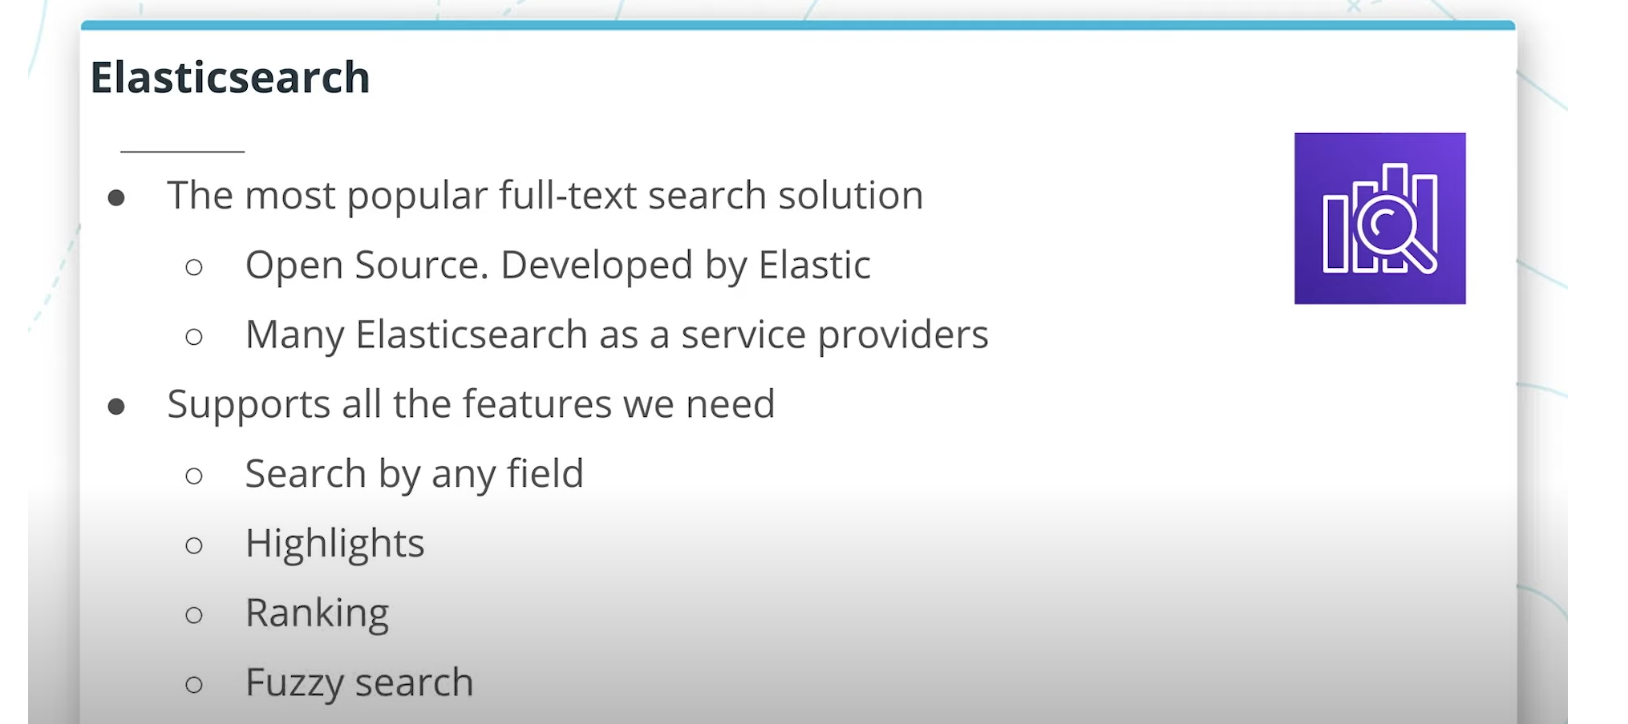 Elasticsearch
● The most popular full-text search solution
○ Open Source. Developed by Elastic
○ Many Elasticsearch as a service providers
● Supports all the features we need
○ Search by any field
○ Highlights
○ Ranking
○ Fuzzy search